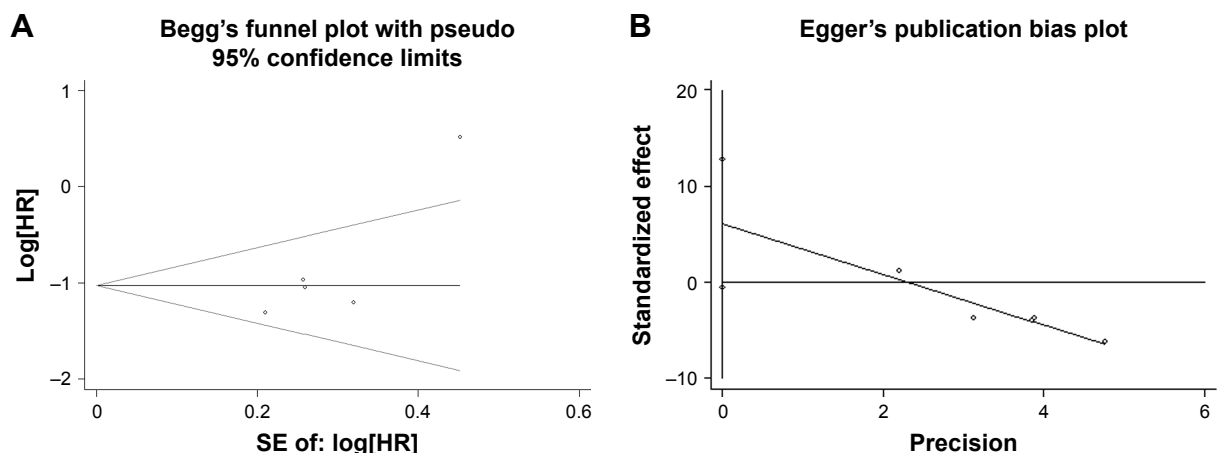 A
Begg's funnel plot with pseudo
95% confidence limits
Log[HR]
1
0
–1
–2
0
0.2
0.4
0.6
SE of: log[HR]
B
Egger's publication bias plot
Standardized effect
20
10
0
–10
0
2
4
6
Precision